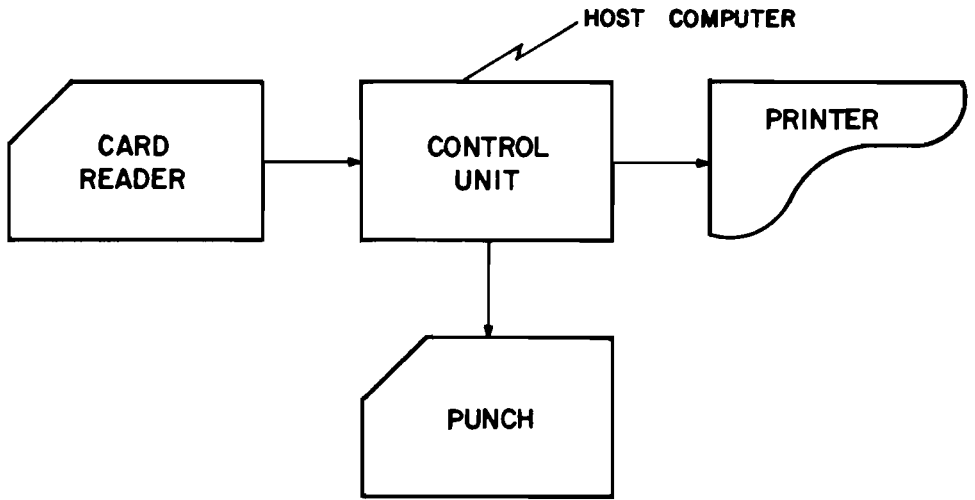 HOST COMPUTER
CARD
READER
CONTROL
UNIT
PRINTER
PUNCH